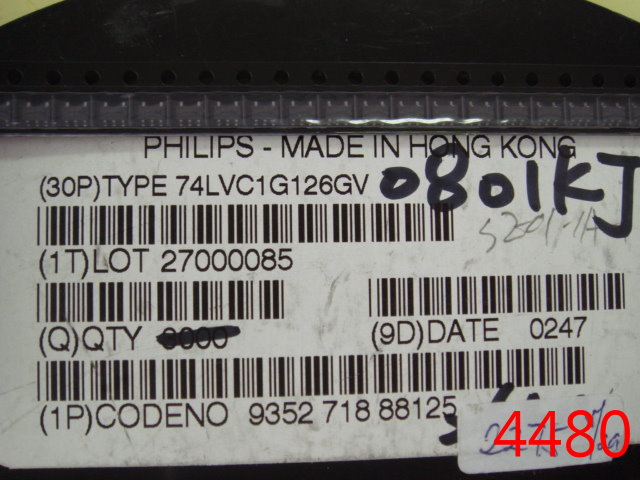 PHILIPS - MADE IN HONG KONG
(30P)TYPE 74LVC1G126GV 0801KJ
(1T)LOT 27000085
(Q)QTY 3000 (9D)DATE 0247
(1P)CODENO 9352 718 88125
4480